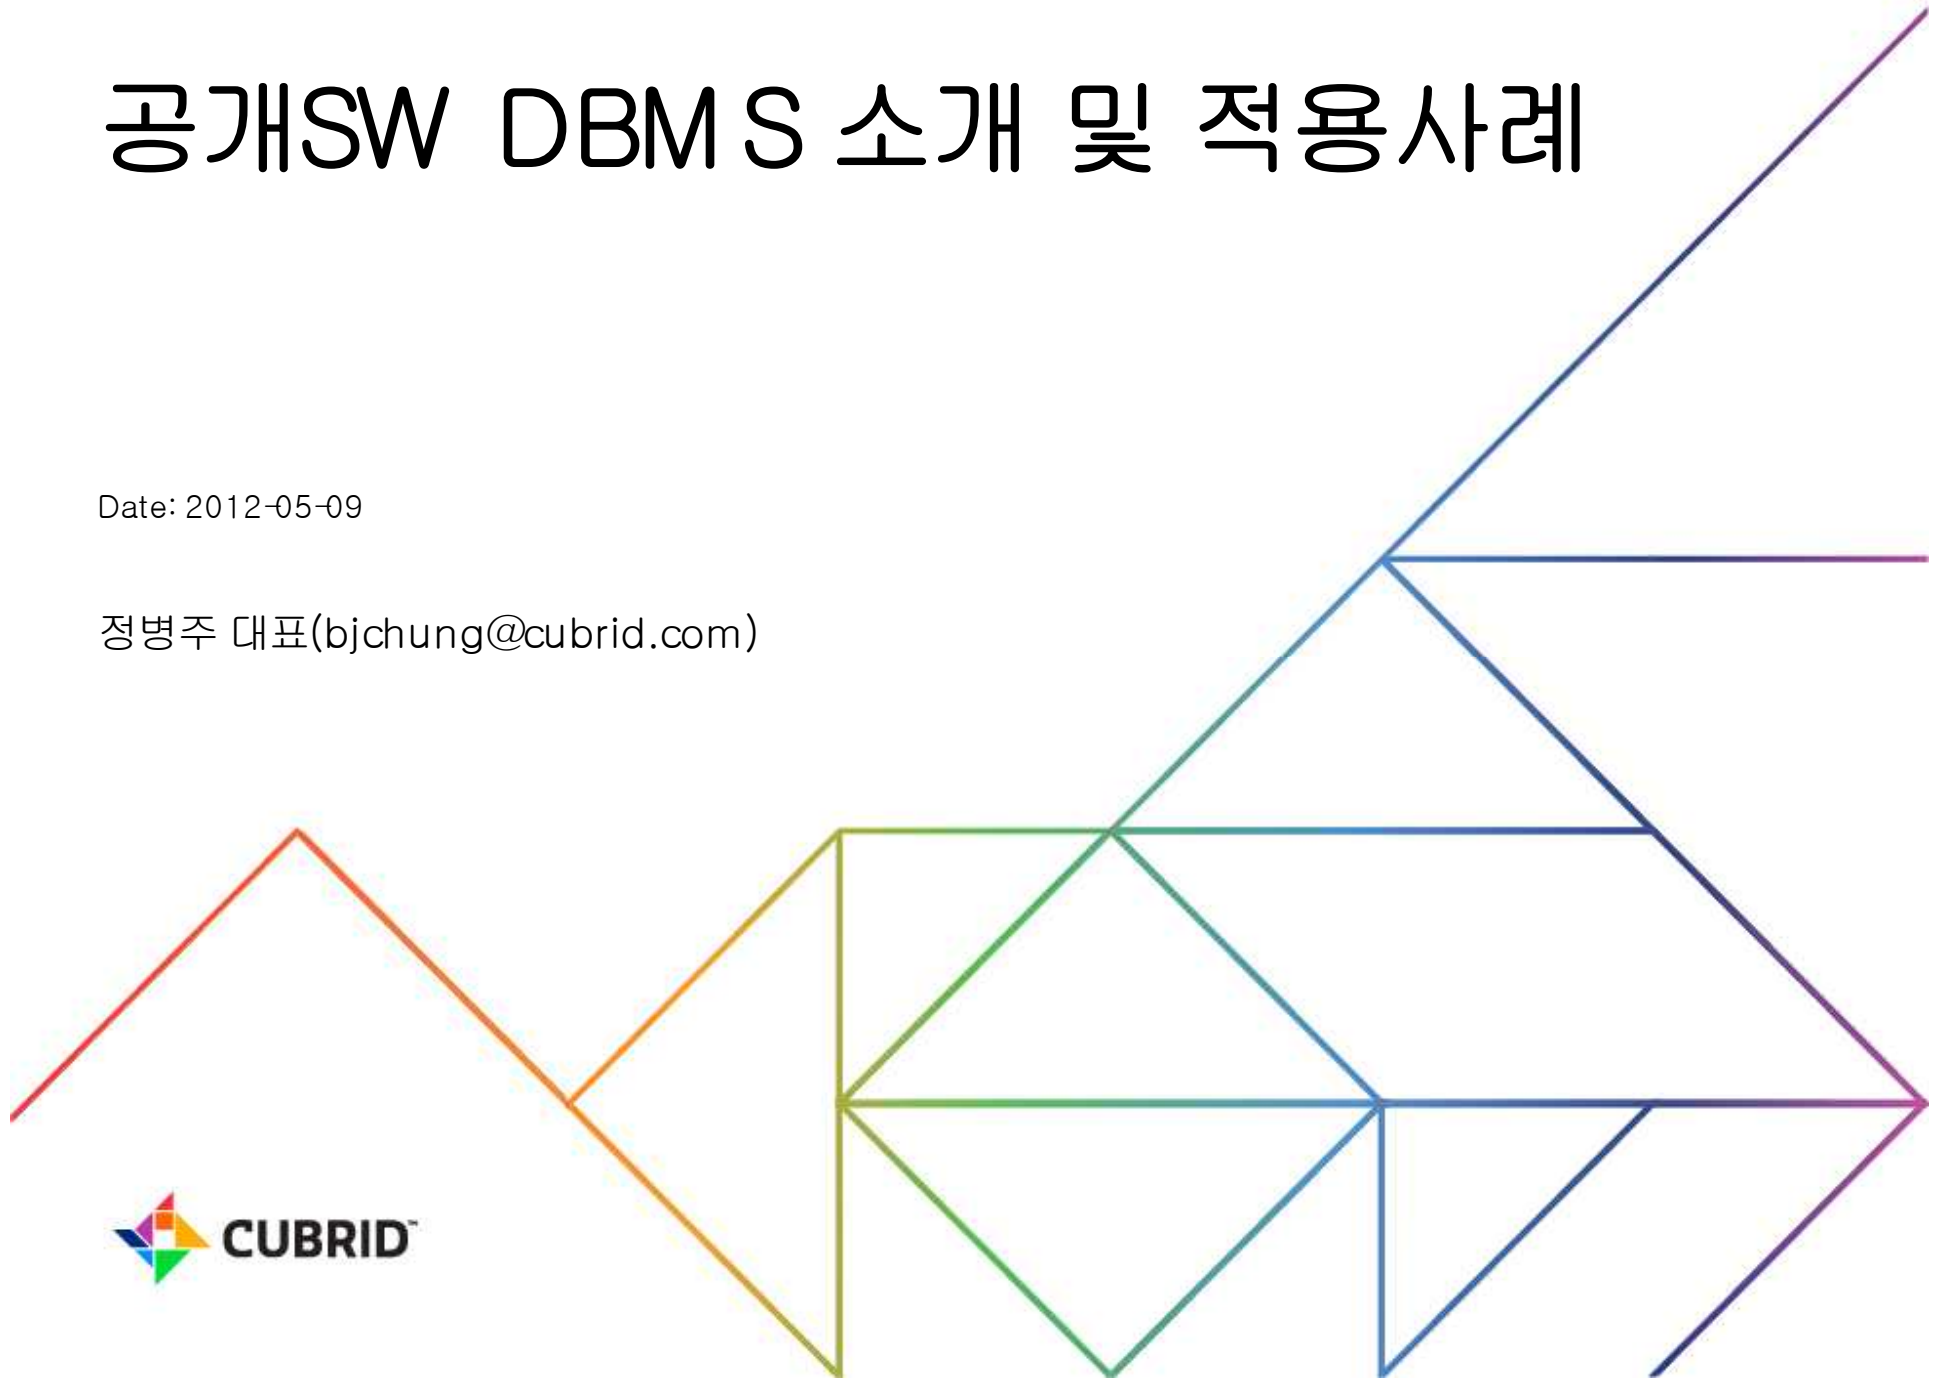 공개SW DBMS 소개 및 적용사례
Date: 2012-05-09
정병주 대표(bjchung@cubrid.com)
CUBRID™